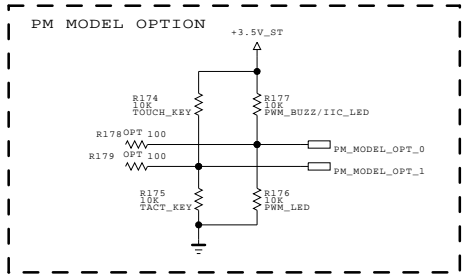 PM MODEL OPTION
+3.5V_ST
R174
10K
TOUCH_KEY
R177
10K
PWM_BUZZ/IIC_LED
R178 OPT 100
PM_MODEL_OPT_0
R179 OPT 100
PM_MODEL_OPT_1
R175
10K
TACT_KEY
R176
10K
PWM_LED